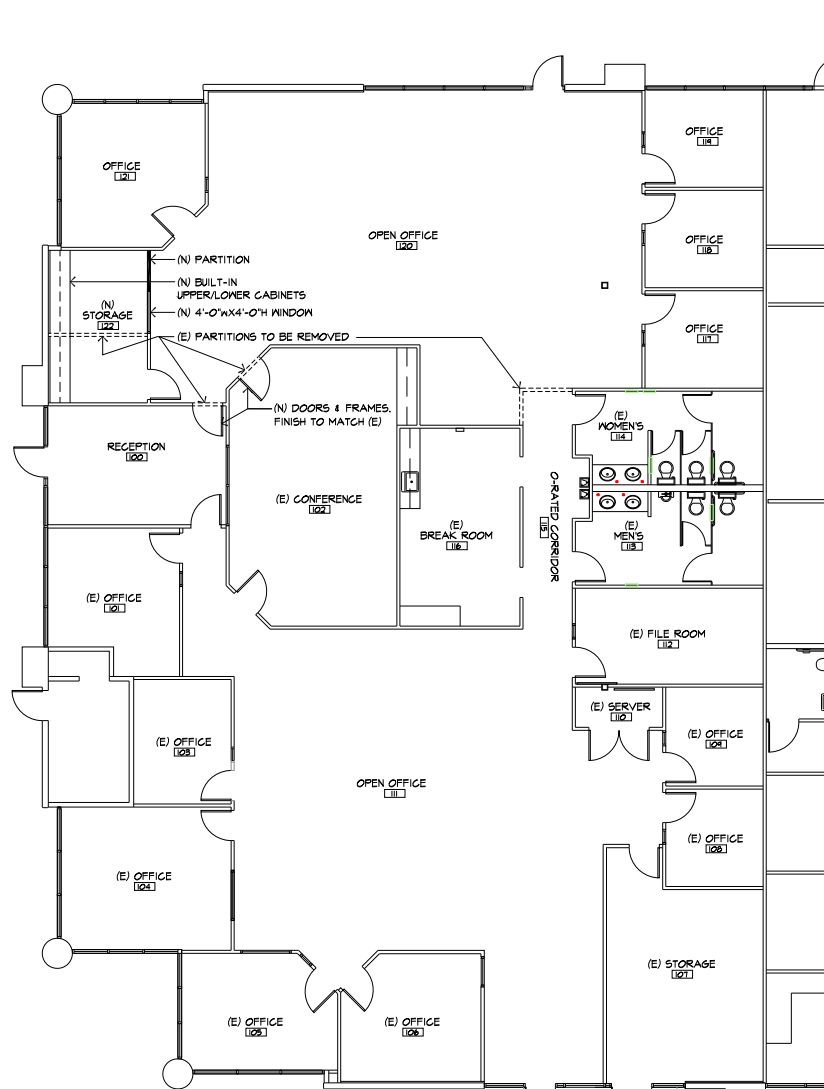 OFFICE
119
OFFICE
121
OPEN OFFICE
120
OFFICE
118
(N) PARTITION
(N) BUILT-IN
UPPER/LOWER CABINETS
(N)
STORAGE
122
(N) 4'-0"wX4'-0"H WINDOW
(E) PARTITIONS TO BE REMOVED
OFFICE
117
(N) DOORS & FRAMES.
FINISH TO MATCH (E)
(E)
WOMEN'S
114
RECEPTION
100
(E) CONFERENCE
102
(E)
BREAK ROOM
116
O-RATED CORRIDOR
115
(E)
MEN'S
113
(E) OFFICE
101
(E) FILE ROOM
112
(E) SERVER
110
(E) OFFICE
103
(E) OFFICE
109
OPEN OFFICE
111
(E) OFFICE
108
(E) OFFICE
104
(E) STORAGE
107
(E) OFFICE
105
(E) OFFICE
106